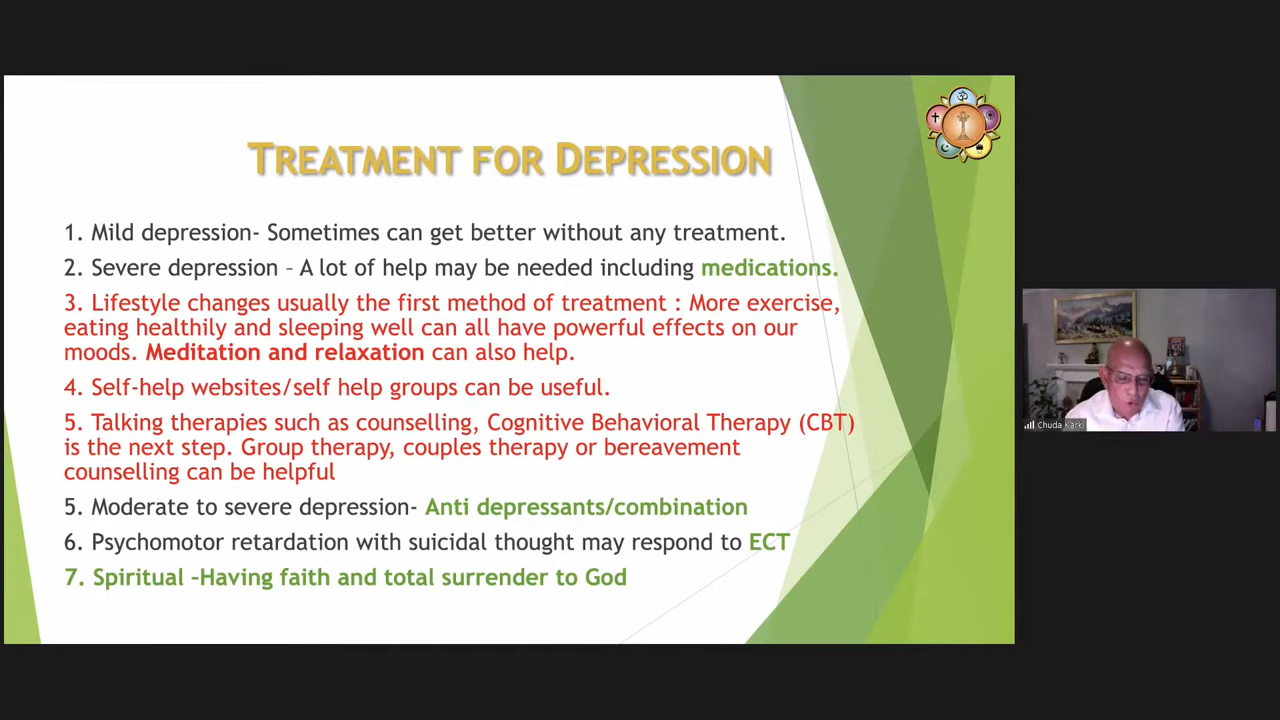 TREATMENT FOR DEPRESSION
1. Mild depression- Sometimes can get better without any treatment.
2. Severe depression – A lot of help may be needed including medications.
3. Lifestyle changes usually the first method of treatment : More exercise,
eating healthily and sleeping well can all have powerful effects on our
moods. Meditation and relaxation can also help.
4. Self-help websites/self help groups can be useful.
5. Talking therapies such as counselling, Cognitive Behavioral Therapy (CBT)
is the next step. Group therapy, couples therapy or bereavement
counselling can be helpful
5. Moderate to severe depression- Anti depressants/combination
6. Psychomotor retardation with suicidal thought may respond to ECT
7. Spiritual –Having faith and total surrender to God
Chuda Karki